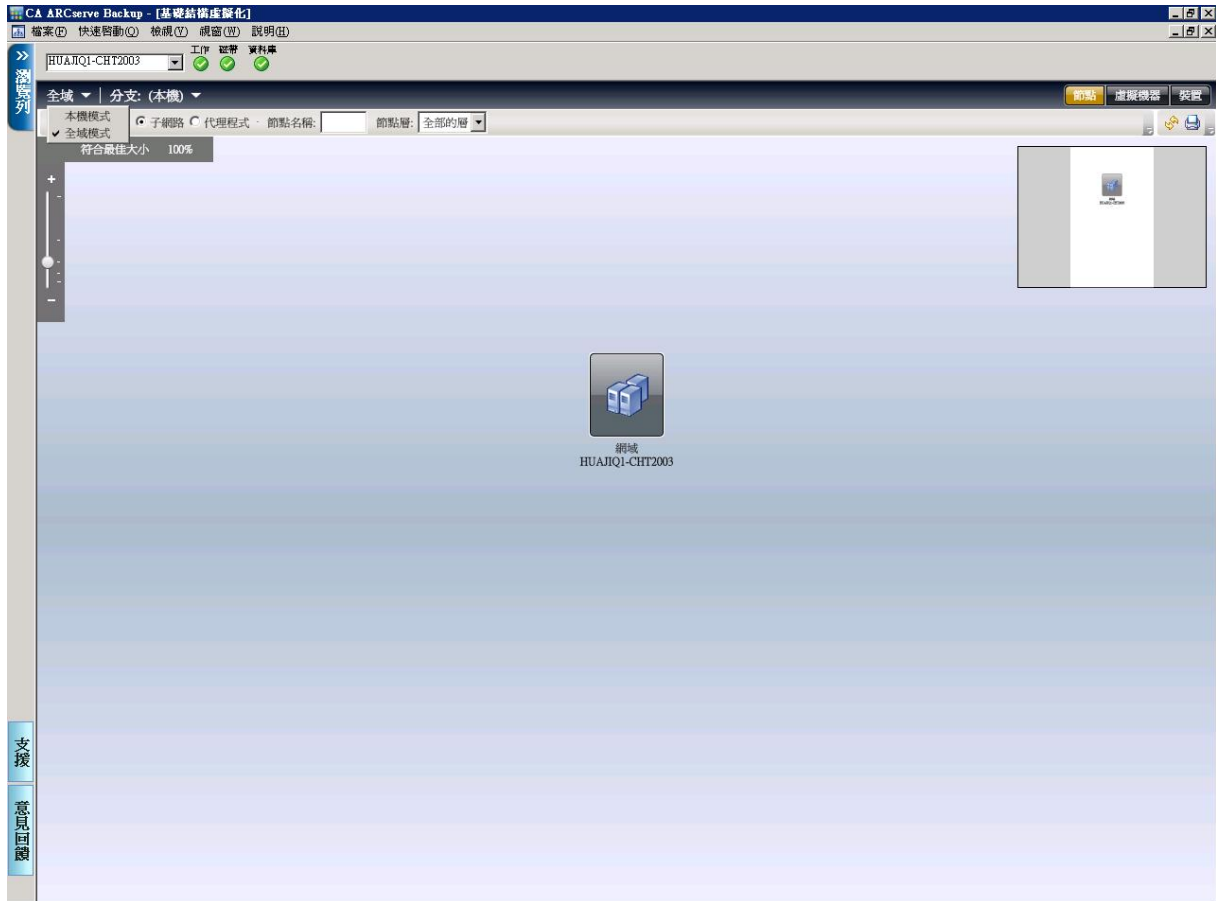 CA ARCserve Backup - [基礎結構虛擬化]
檔案(F) 快速啓動(Q) 檢視(Y) 視窗(W) 說明(H)
工作 磁帶 資料庫
HUAJIQ1-CHT2003
瀏覽列
全域 分支: (本機) 節點 虛擬機器 裝置
本機模式
全域模式
子網路 代理程式 節點名稱: 節點層: 全部的層
符合最佳大小 100%
網域
HUAJIQ1-CHT2003
支援
意見回饋